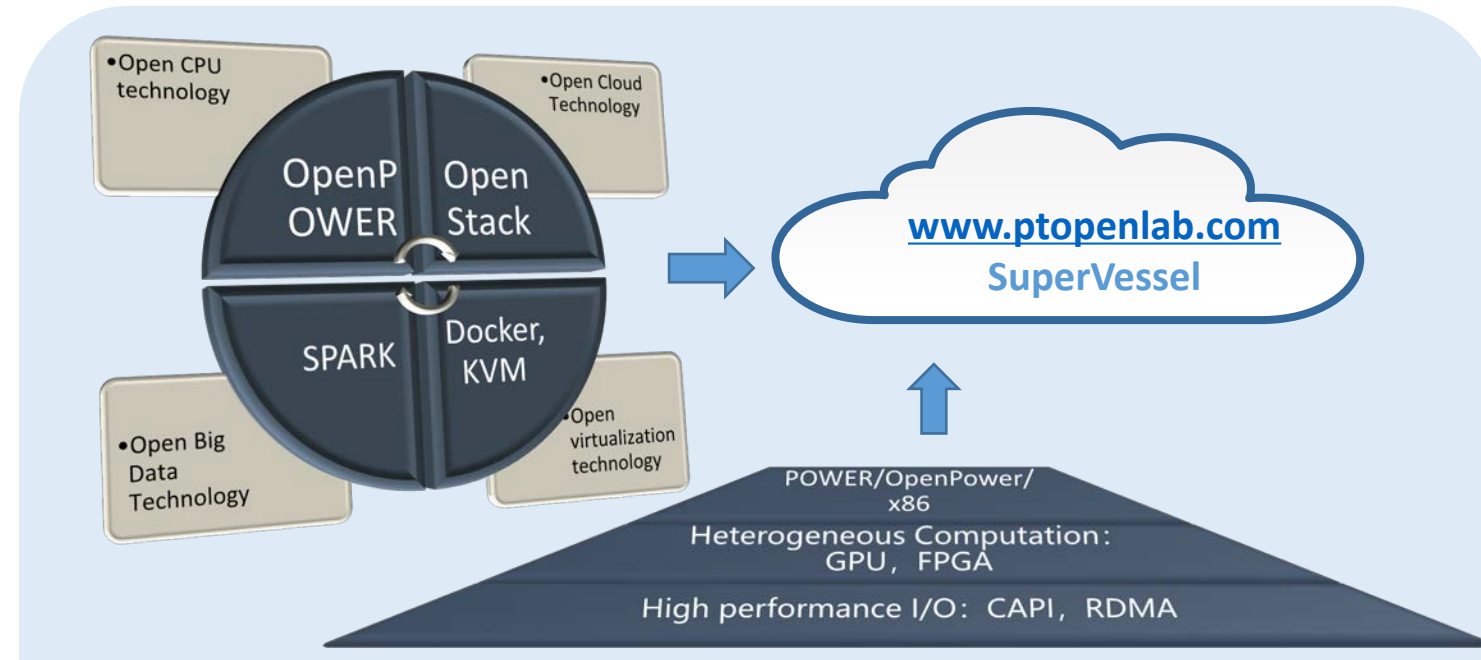 •Open CPU
technology
•Open Cloud
Technology
OpenP
OWER
Open
Stack
SPARK
Docker,
KVM
•Open Big
Data
Technology
•Open
virtualization
technology
www.ptopenlab.com
SuperVessel
POWER/OpenPower/
x86
Heterogeneous Computation：
GPU， FPGA
High performance I/O： CAPI， RDMA